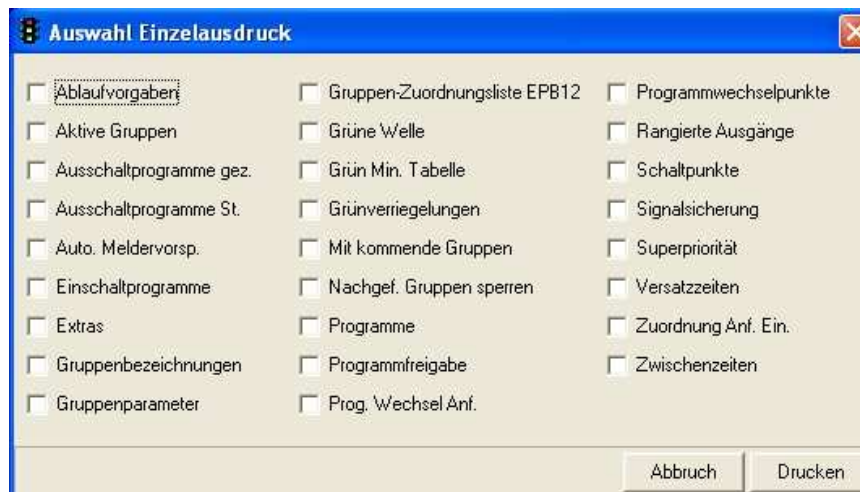 Auswahl Einzelausdruck
Ablaufvorgaben
Aktive Gruppen
Ausschaltprogramme gez.
Ausschaltprogramme St.
Auto. Meldervorsp.
Einschaltprogramme
Extras
Gruppenbezeichnungen
Gruppenparameter
Gruppen-Zuordnungsliste EPB12
Grüne Welle
Grün Min. Tabelle
Grünverriegelungen
Mit kommende Gruppen
Nachgef. Gruppen sperren
Programme
Programmfreigabe
Prog. Wechsel Anf.
Programmwechselpunkte
Rangierte Ausgänge
Schaltpunkte
Signalsicherung
Superpriorität
Versatzzeiten
Zuordnung Anf. Ein.
Zwischenzeiten
Abbruch
Drucken